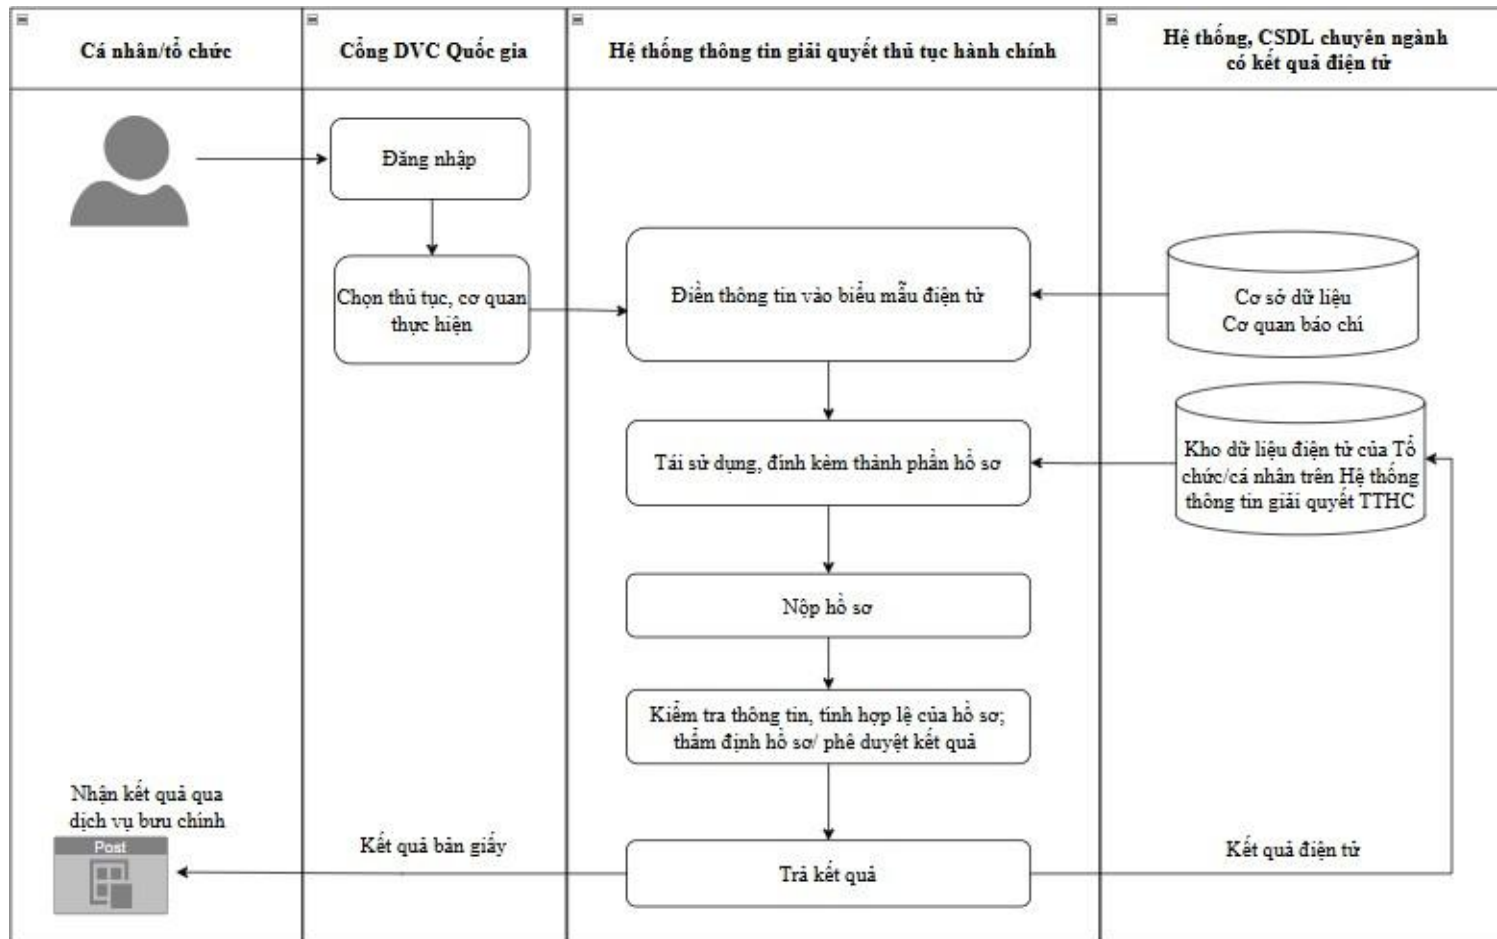 Cá nhân/tổ chức
Cổng DVC Quốc gia
Hệ thống thông tin giải quyết thủ tục hành chính
Hệ thống, CSDL chuyên ngành
có kết quả điện tử
Đăng nhập
Chọn thủ tục, cơ quan
thực hiện
Điền thông tin vào biểu mẫu điện tử
Cơ sở dữ liệu
Cơ quan báo chí
Tái sử dụng, đính kèm thành phần hồ sơ
Kho dữ liệu điện tử của Tổ
chức/cá nhân trên Hệ thống
thông tin giải quyết TTHC
Nộp hồ sơ
Kiểm tra thông tin, tính hợp lệ của hồ sơ;
thẩm định hồ sơ/ phê duyệt kết quả
Nhận kết quả qua
dịch vụ bưu chính
Post
Kết quả bản giấy
Trả kết quả
Kết quả điện tử